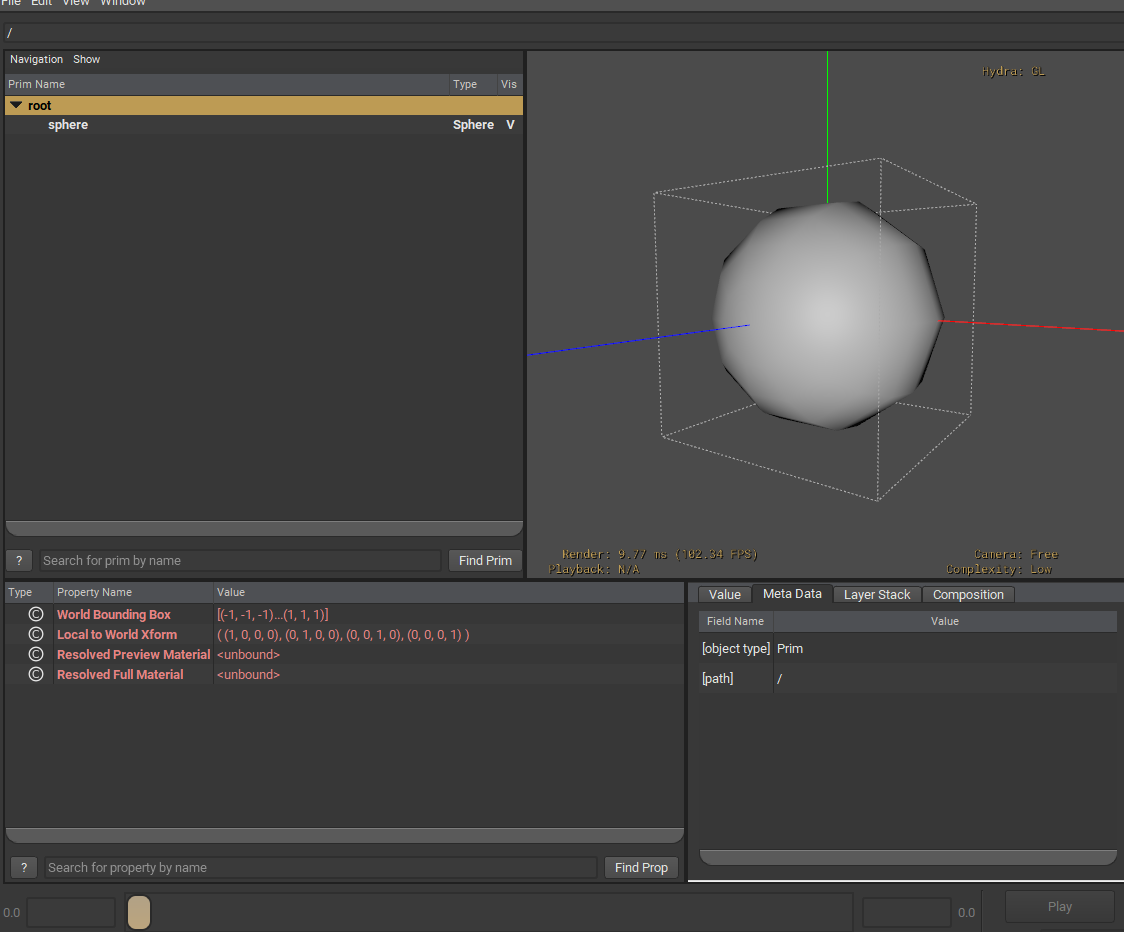 File Edit View Window
/
Navigation Show
Prim Name Type Vis
root
sphere Sphere V
Hydra: GL
Render: 9.77 ms (102.34 FPS)
Playback: N/A
Camera: Free
Complexity: Low
? Search for prim by name Find Prim
Type Property Name Value
© World Bounding Box [(-1, -1, -1)...(1, 1, 1)]
© Local to World Xform ( (1, 0, 0, 0), (0, 1, 0, 0), (0, 0, 1, 0), (0, 0, 0, 1) )
© Resolved Preview Material <unbound>
© Resolved Full Material <unbound>
? Search for property by name Find Prop
Value Meta Data Layer Stack Composition
Field Name Value
[object type] Prim
[path] /
0.0 0.0 Play